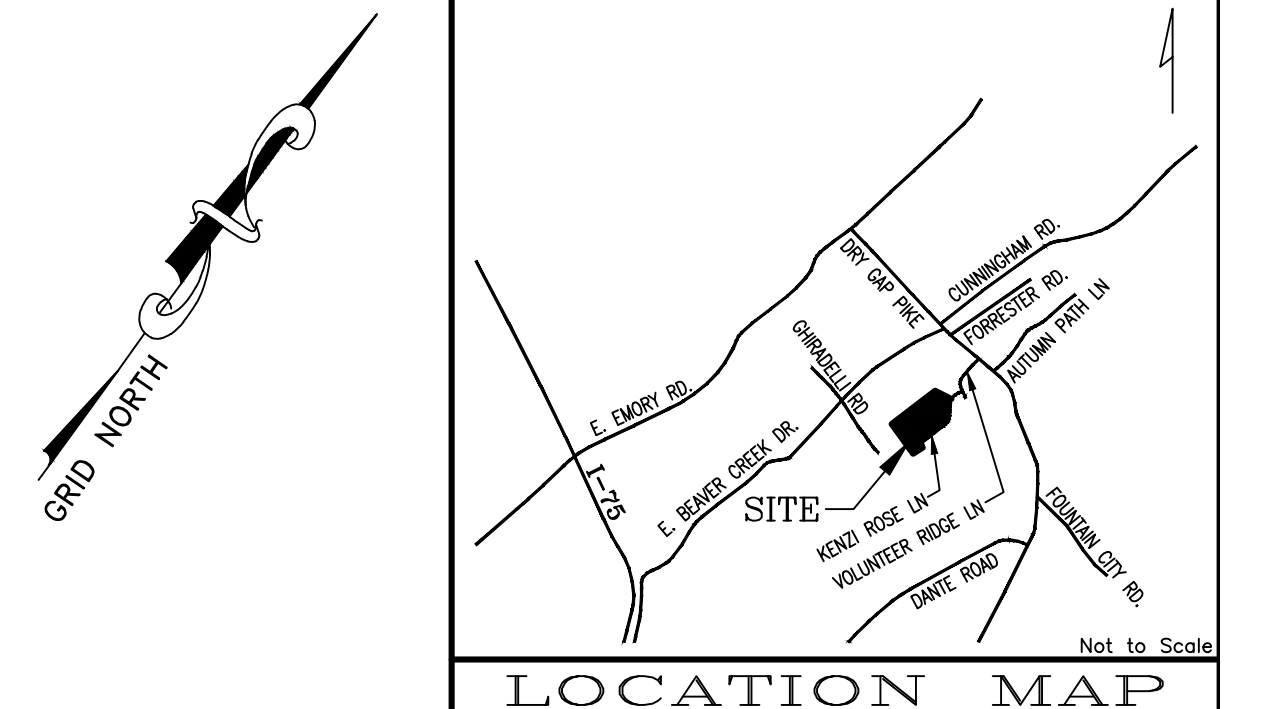 GRID NORTH
DRY GAP PIKE
CUNNINGHAM RD.
FORRESTER RD.
AUTUMN PATH LN
GHIRADELLI RD
E. EMORY RD.
E. BEAVER CREEK DR.
I-75
SITE
KENZI ROSE LN
VOLUNTEER RIDGE LN
DANTE ROAD
FOUNTAIN CITY RD.
Not to Scale
LOCATION MAP